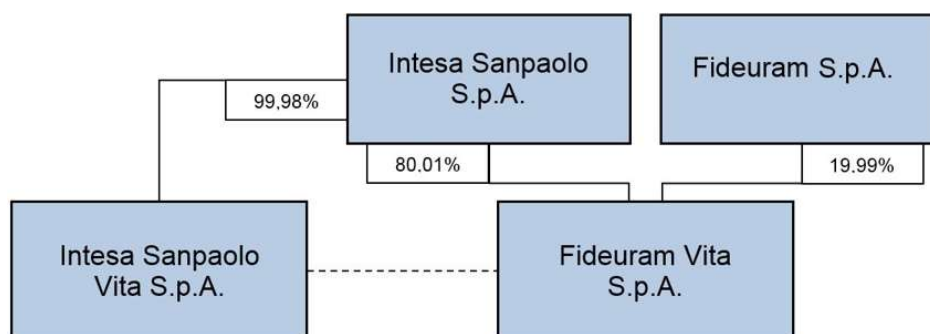 Intesa Sanpaolo
S.p.A.
Fideuram S.p.A.
99,98%
80.01%
19.99%
Intesa Sanpaolo
Vita S.p.A.
Fideuram Vita
S.p.A.